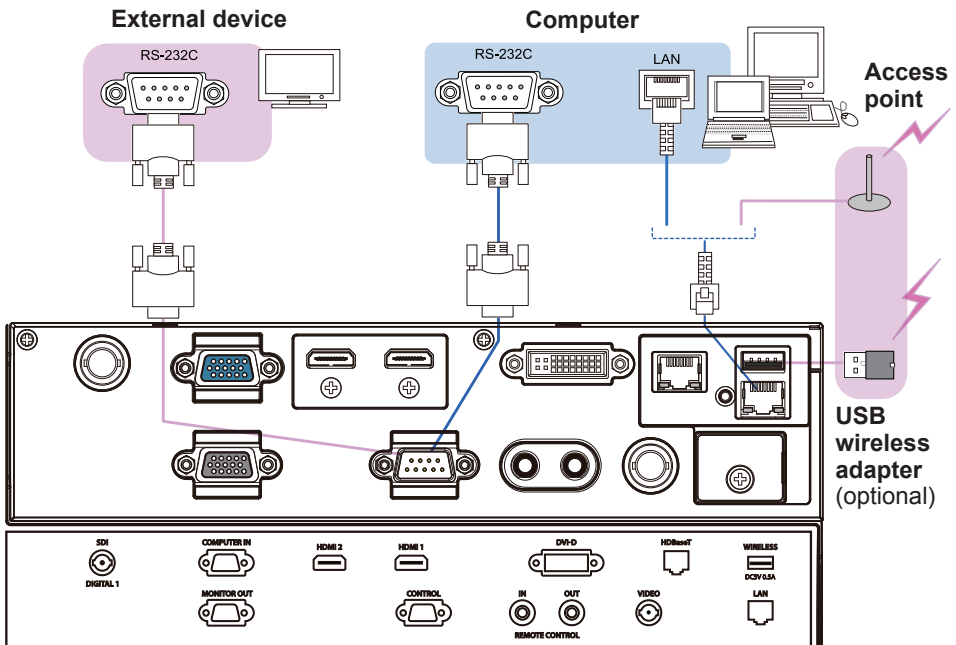 External device
Computer
RS-232C
RS-232C
LAN
Access
point
USB
wireless
adapter
(optional)
SDI
DIGITAL 1
COMPUTER IN
HDMI 2
HDMI 1
DVI-D
HDBaseT
WIRELESS
DC5V 0.5A
MONITOR OUT
CONTROL
IN
OUT
REMOTE CONTROL
VIDEO
LAN